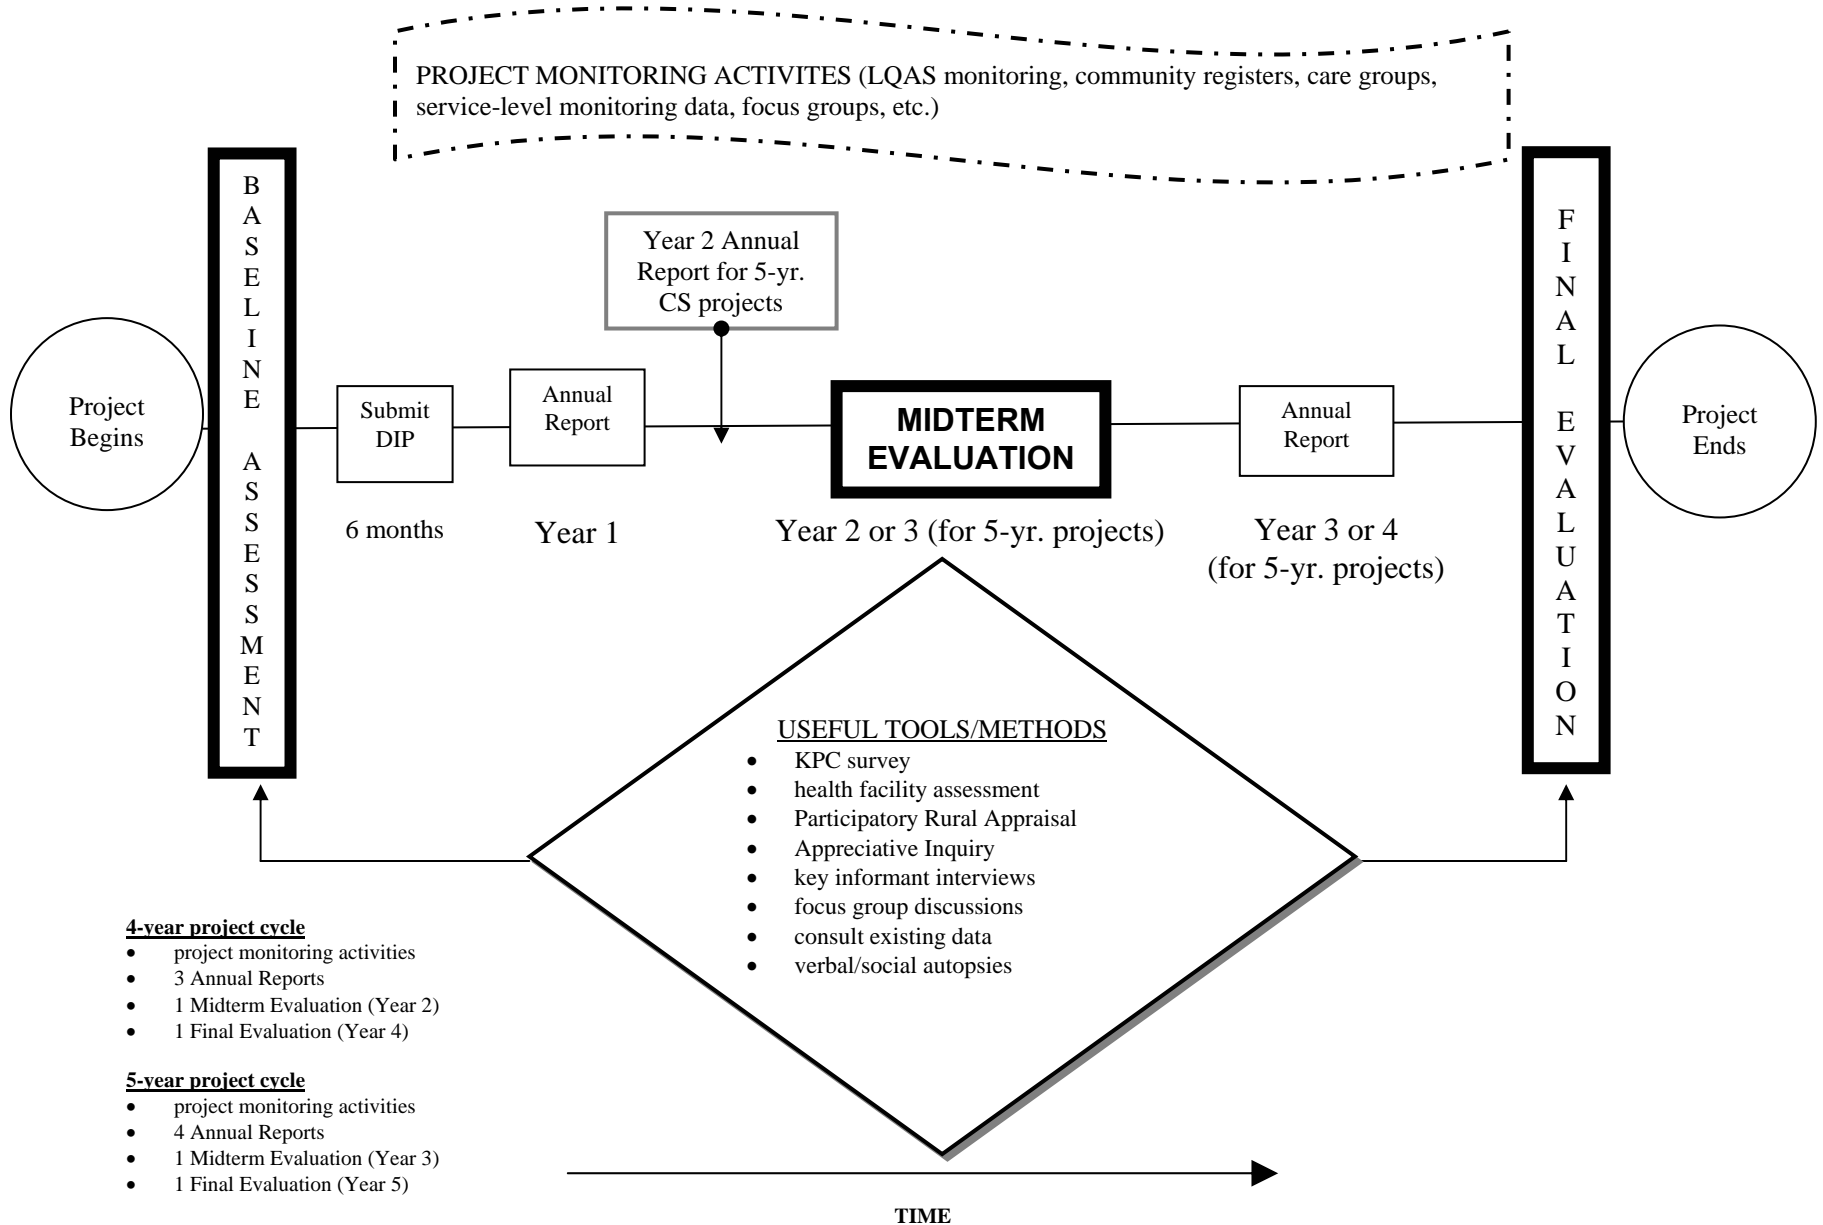 PROJECT MONITORING ACTIVITES (LQAS monitoring, community registers, care groups,
service-level monitoring data, focus groups, etc.)
Project
Begins
BASELINE ASSESSMENT
Submit
DIP
6 months
Annual
Report
Year 1
Year 2 Annual
Report for 5-yr.
CS projects
MIDTERM
EVALUATION
Year 2 or 3 (for 5-yr. projects)
Annual
Report
Year 3 or 4
(for 5-yr. projects)
FINAL EVALUATION
Project
Ends
USEFUL TOOLS/METHODS
• KPC survey
• health facility assessment
• Participatory Rural Appraisal
• Appreciative Inquiry
• key informant interviews
• focus group discussions
• consult existing data
• verbal/social autopsies
4-year project cycle
• project monitoring activities
• 3 Annual Reports
• 1 Midterm Evaluation (Year 2)
• 1 Final Evaluation (Year 4)
5-year project cycle
• project monitoring activities
• 4 Annual Reports
• 1 Midterm Evaluation (Year 3)
• 1 Final Evaluation (Year 5)
TIME